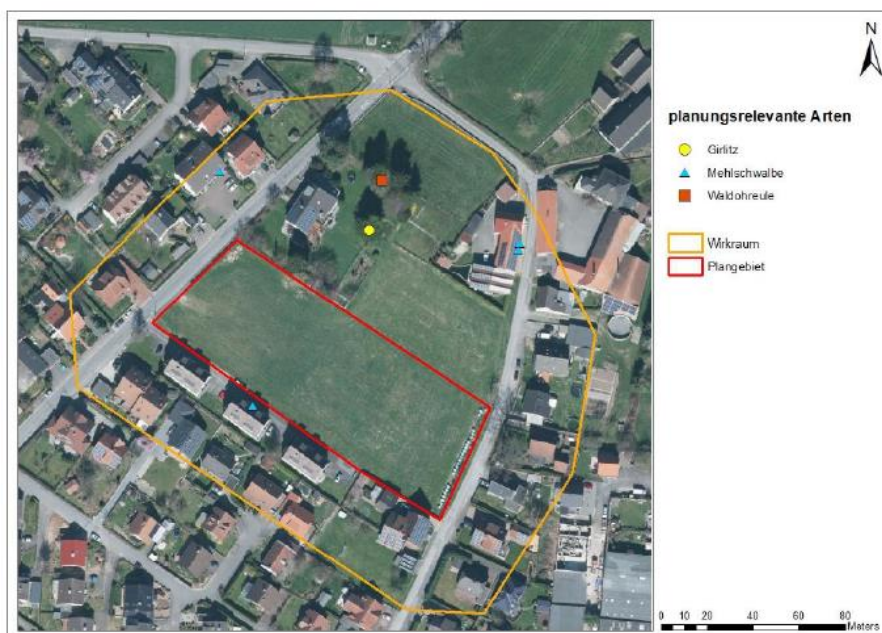 N
planungsrelevante Arten
Girlitz
Mehlschwalbe
Waldohreule
Wirkraum
Plangebiet
0 10 20 40 60 80
Meters